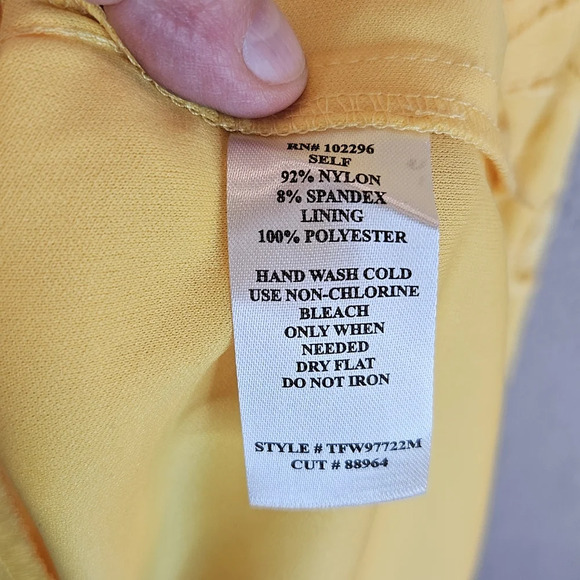 RN# 102296
SELF
92% NYLON
8% SPANDEX
LINING
100% POLYESTER
HAND WASH COLD
USE NON-CHLORINE
BLEACH
ONLY WHEN
NEEDED
DRY FLAT
DO NOT IRON
STYLE # TFW97722M
CUT # 88964